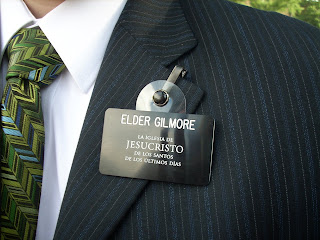 ELDER GILMORE
LA IGLESIA DE
JESUCRISTO
DE LOS SANTOS
DE LOS ÚLTIMOS DÍAS